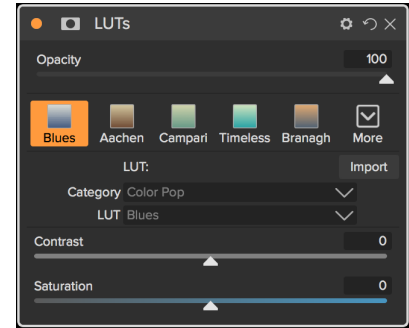 LUTs
Opacity 100
Blues Aachen Campari Timeless Branagh More
LUT: Import
Category Color Pop
LUT Blues
Contrast 0
Saturation 0